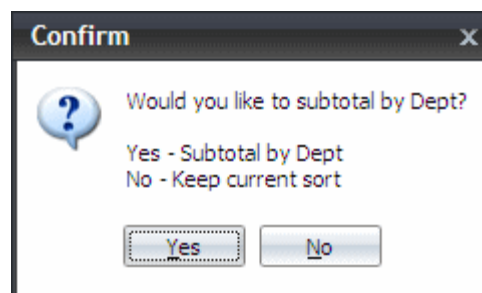 Confirm
x
Would you like to subtotal by Dept?
Yes - Subtotal by Dept
No - Keep current sort
Yes No